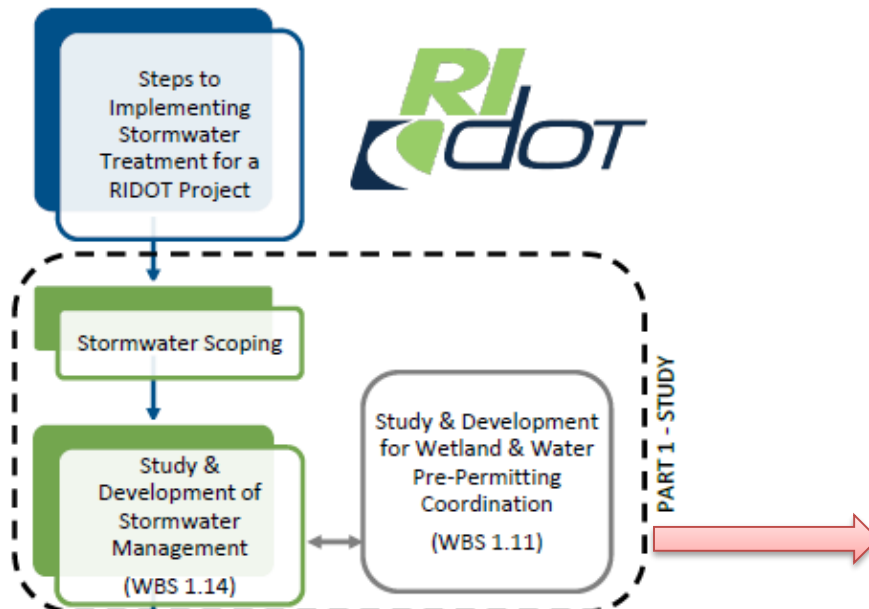 Steps to
Implementing
Stormwater
Treatment for a
RIDOT Project
RI
DOT
Stormwater Scoping
Study &
Development of
Stormwater
Management
(WBS 1.14)
Study & Development
for Wetland & Water
Pre-Permitting
Coordination
(WBS 1.11)
PART 1 - STUDY